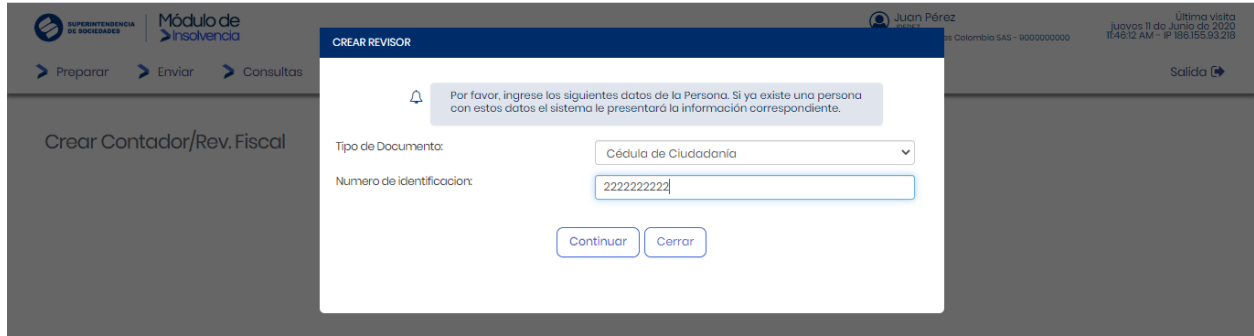 SUPERINTENDENCIA
DE SOCIEDADES
Módulo de
Insolvencia
Juan Pérez
as Colombia SAS - 9000000000
Última visita
jueves 11 de Junio de 2020
11:46:12 AM - IP 186.155.93.218
Preparar
Enviar
Consultas
Salida
CREAR REVISOR
Por favor, ingrese los siguientes datos de la Persona. Si ya existe una persona
con estos datos el sistema le presentará la información correspondiente.
Crear Contador/Rev. Fiscal
Tipo de Documento:
Cédula de Ciudadanía
Numero de identificacion:
2222222222
Continuar
Cerrar